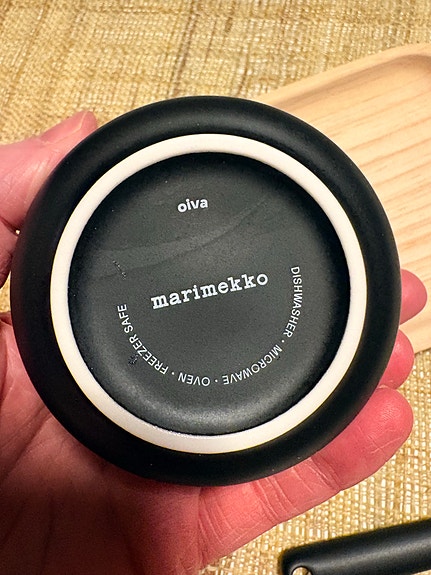 oiva
marimekko
DISHWASHER • MICROWAVE • OVEN • FREEZER SAFE